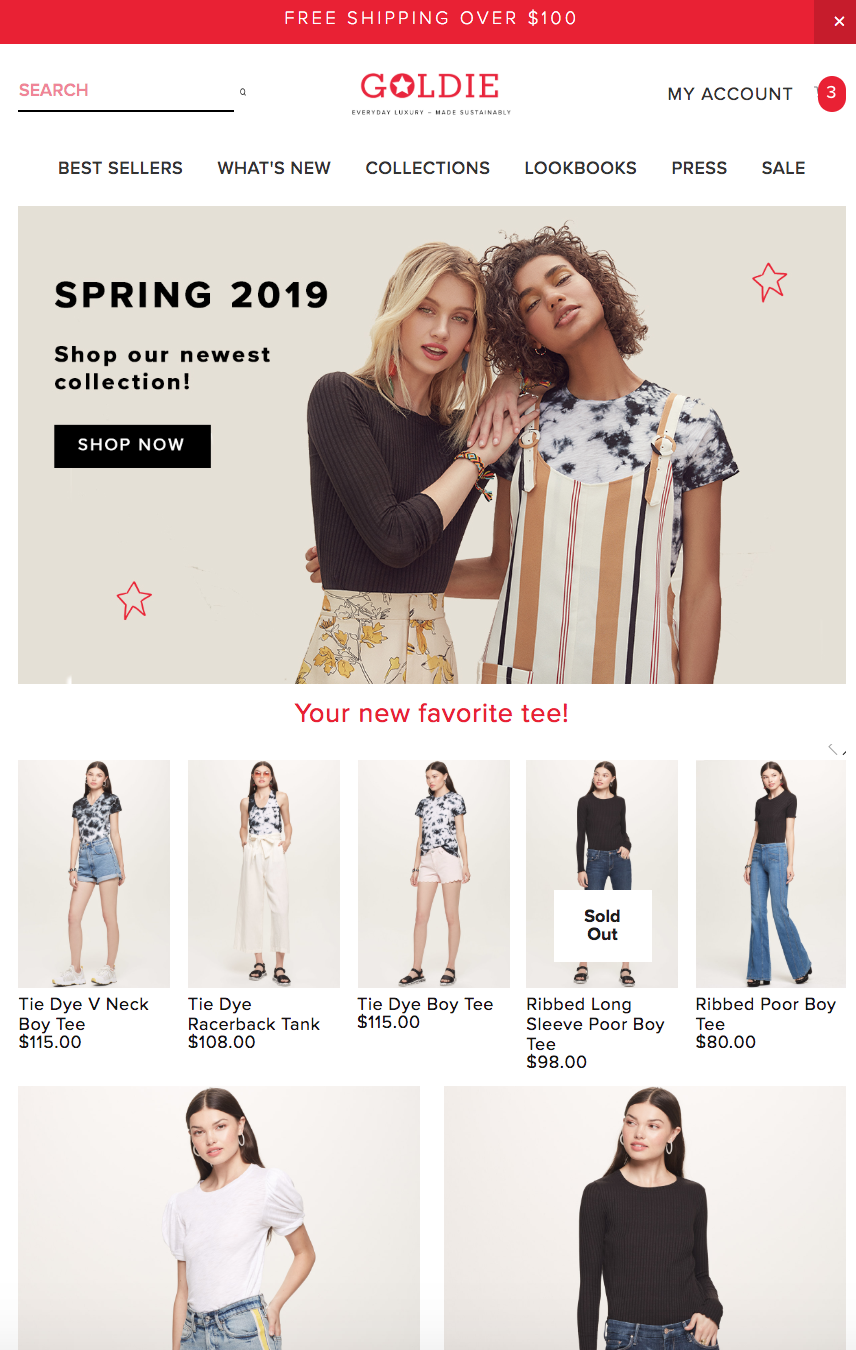 FREE SHIPPING OVER $100
×
SEARCH
GOLDIE
EVERYDAY LUXURY - MADE SUSTAINABLY
MY ACCOUNT
3
BEST SELLERS WHAT'S NEW COLLECTIONS LOOKBOOKS PRESS SALE
SPRING 2019
Shop our newest
collection!
SHOP NOW
Your new favorite tee!
Tie Dye V Neck
Boy Tee
$115.00
Tie Dye
Racerback Tank
$108.00
Tie Dye Boy Tee
$115.00
Sold
Out
Ribbed Long
Sleeve Poor Boy
Tee
$98.00
Ribbed Poor Boy
Tee
$80.00